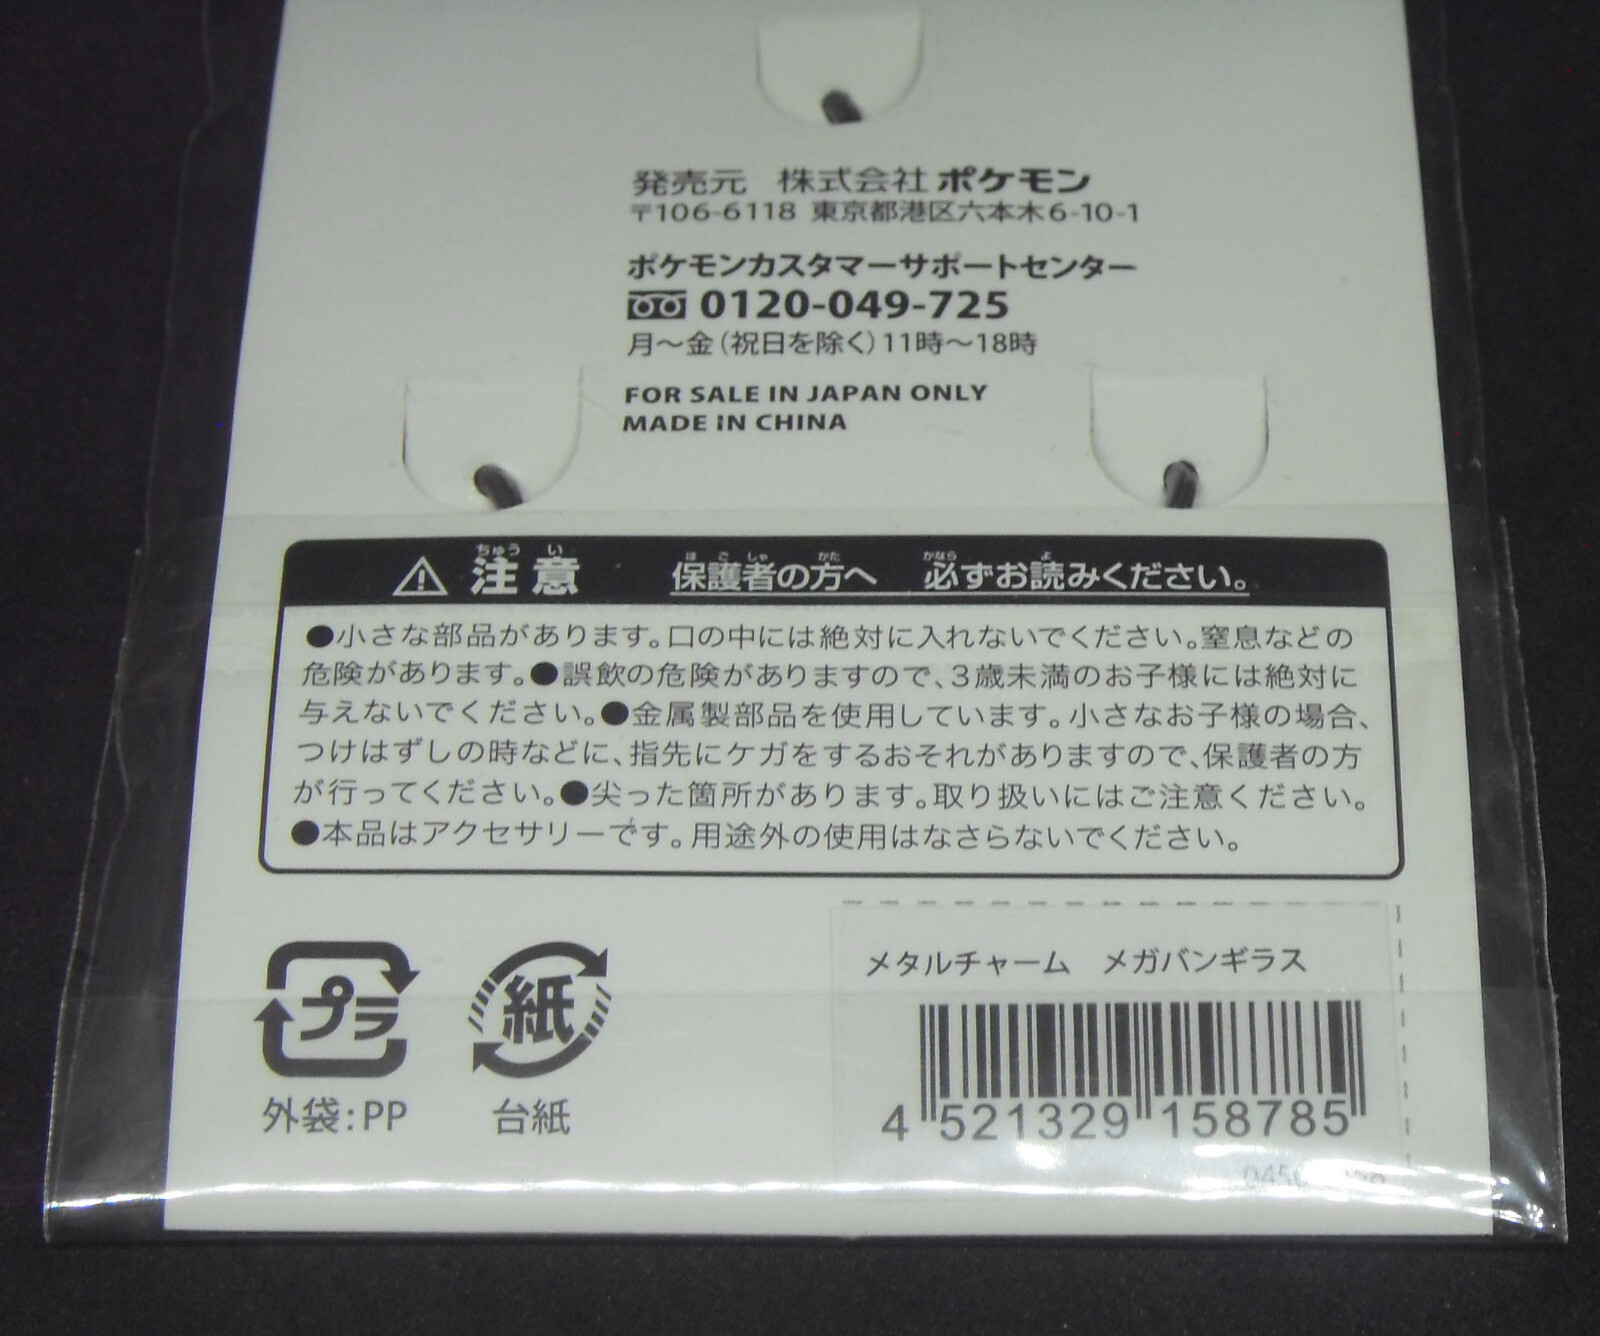 発売元 株式会社 ポケモン
〒106-6118 東京都港区六本木6-10-1
ポケモンカスタマーサポートセンター
0120-049-725
月～金(祝日を除く)11時～18時
FOR SALE IN JAPAN ONLY
MADE IN CHINA
ちゅう い ほ ご しゃ かた かなら よ
注意 保護者の方へ 必ずお読みください。
●小さな部品があります。口の中には絶対に入れないでください。窒息などの
危険があります。●誤飲の危険がありますので、3歳未満のお子様には絶対に
与えないでください。●金属製部品を使用しています。小さなお子様の場合、
つけはずしの時などに、指先にケガをするおそれがありますので、保護者の方
が行ってください。●尖った箇所があります。取り扱いにはご注意ください。
●本品はアクセサリーです。用途外の使用はなさらないでください。
プラ 紙
外袋:PP 台紙
メタルチャーム メガバンギラス
4 521329 158785